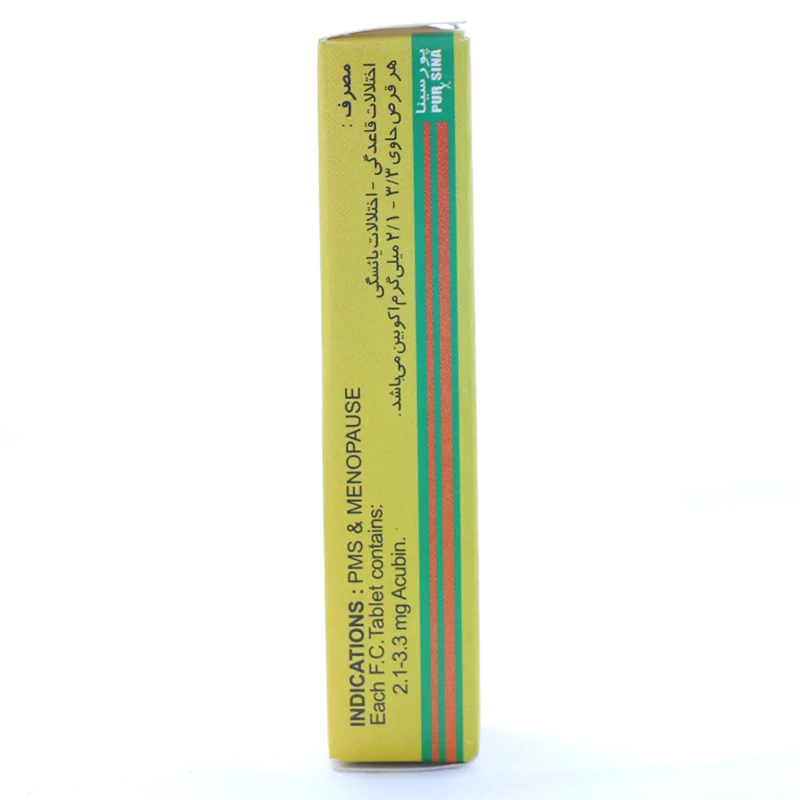 پورسینا
PUR SINA
مصرف :
اختلالات قاعدگی - اختلالات یائسگی
هر قرص حاوی ۳/۳ - ۲/۱ میلی‌گرم اکوبین می‌باشد.
INDICATIONS : PMS & MENOPAUSE
Each F.C.Tablet contains:
2.1-3.3 mg Acubin.